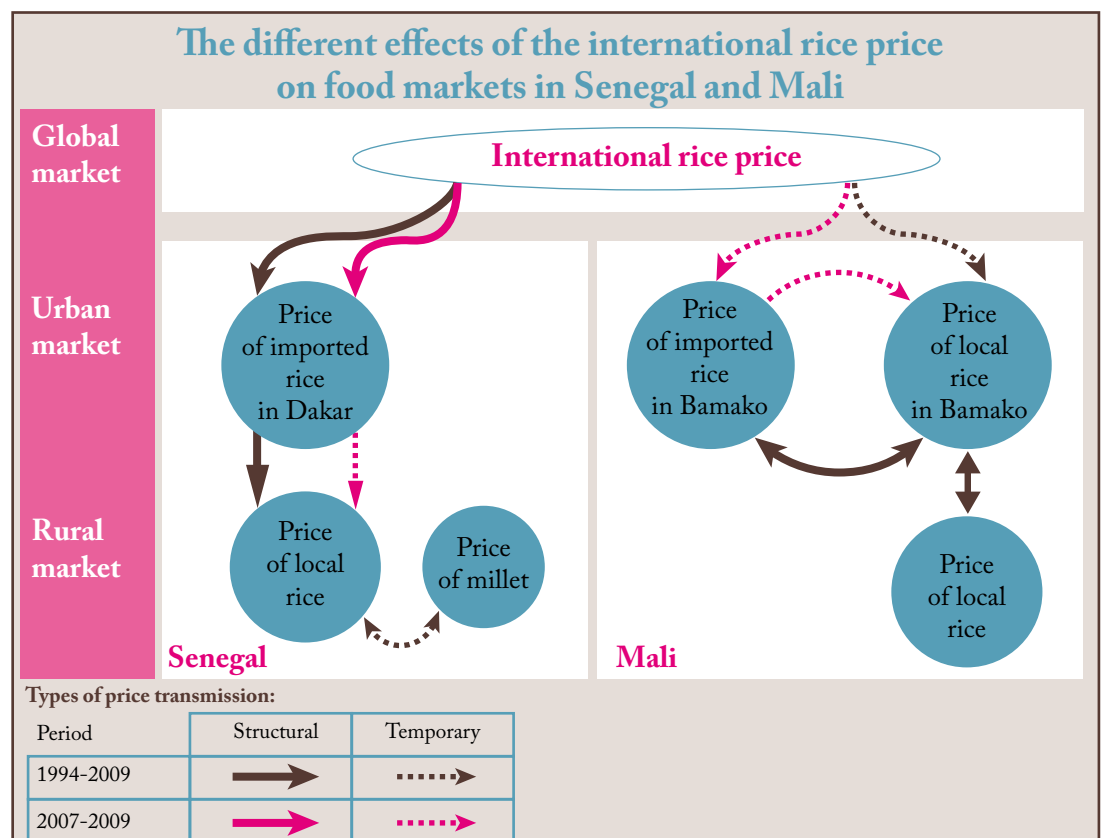 The different effects of the international rice price
on food markets in Senegal and Mali
Global
market
International rice price
Urban
market
Price
of imported
rice
in Dakar
Price
of imported
rice
in Bamako
Price
of local
rice
in Bamako
Rural
market
Price
of local
rice
Price
of millet
Price
of local
rice
Senegal
Mali
Types of price transmission:
Period Structural Temporary
1994-2009
2007-2009